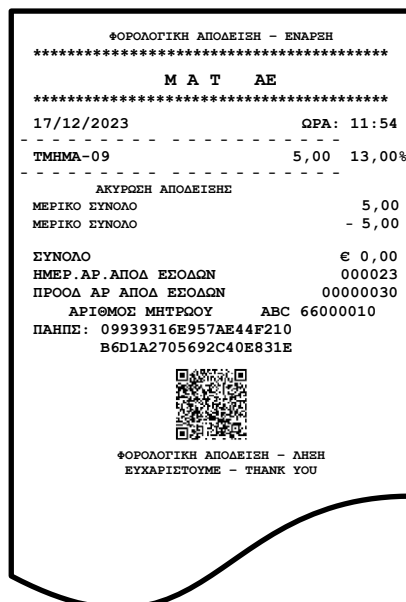 ΦΟΡΟΛΟΓΙΚΗ ΑΠΟΔΕΙΞΗ – ΕΝΑΡΞΗ
******************************************
Μ Α Τ ΑΕ
******************************************
17/12/2023 ΩΡΑ: 11:54
- - - - - - - - - - - - - - - - - - - - -
ΤΜΗΜΑ-09 5,00 13,00%
- - - - - - - - - - - - - - - - - - - - -
ΑΚΥΡΩΣΗ ΑΠΟΔΕΙΞΗΣ
ΜΕΡΙΚΟ ΣΥΝΟΛΟ 5,00
ΜΕΡΙΚΟ ΣΥΝΟΛΟ - 5,00
ΣΥΝΟΛΟ € 0,00
ΗΜΕΡ.ΑΡ.ΑΠΟΔ ΕΣΟΔΩΝ 000023
ΠΡΟΟΔ ΑΡ ΑΠΟΔ ΕΣΟΔΩΝ 00000030
ΑΡΙΘΜΟΣ ΜΗΤΡΩΟΥ ABC 66000010
ΠΑΗΠΣ: 09939316E957AE44F210
B6D1A2705692C40E831E
ΦΟΡΟΛΟΓΙΚΗ ΑΠΟΔΕΙΞΗ – ΛΗΞΗ
ΕΥΧΑΡΙΣΤΟΥΜΕ – THANK YOU